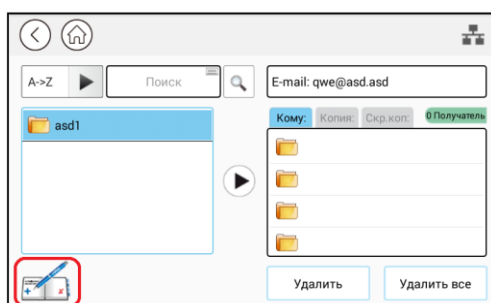 A->Z
Поиск
E-mail: qwe@asd.asd
asd1
Кому:
Копия:
Скр.коп:
0 Получатель
Удалить
Удалить все